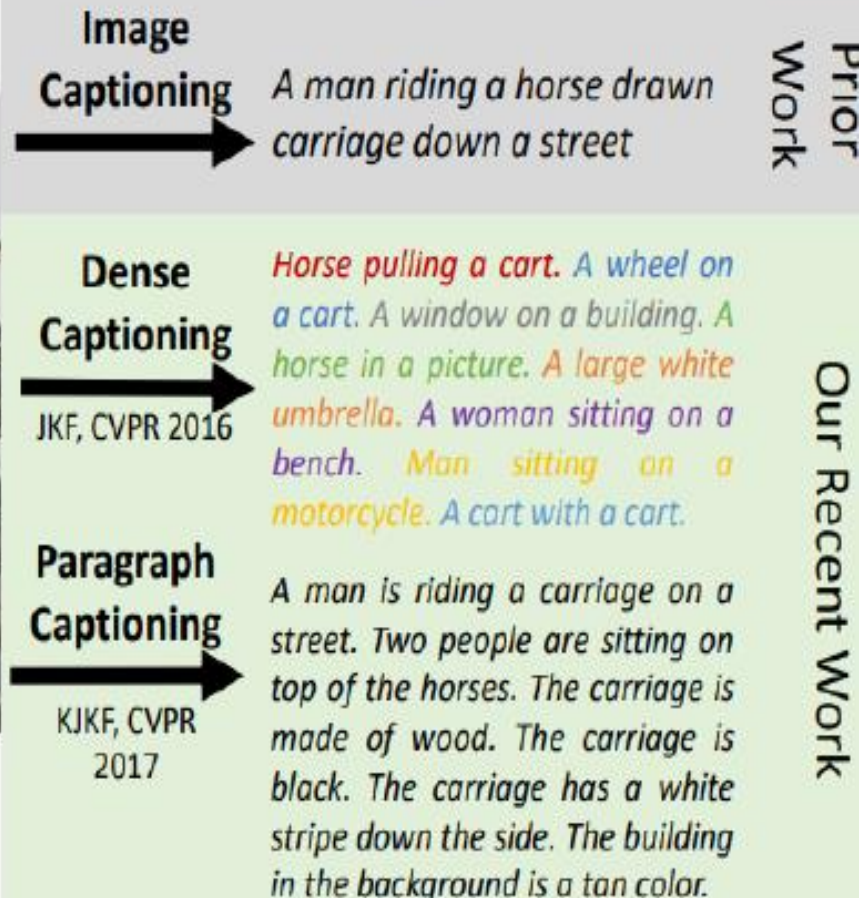 Image
Captioning
A man riding a horse drawn
carriage down a street
Prior
Work
Dense
Captioning
JKF, CVPR 2016
Horse pulling a cart. A wheel on
a cart. A window on a building. A
horse in a picture. A large white
umbrella. A woman sitting on a
bench. Man sitting on a
motorcycle. A cart with a cart.
Paragraph
Captioning
KJKF, CVPR
2017
A man is riding a carriage on a
street. Two people are sitting on
top of the horses. The carriage is
made of wood. The carriage is
black. The carriage has a white
stripe down the side. The building
in the background is a tan color.
Our Recent Work